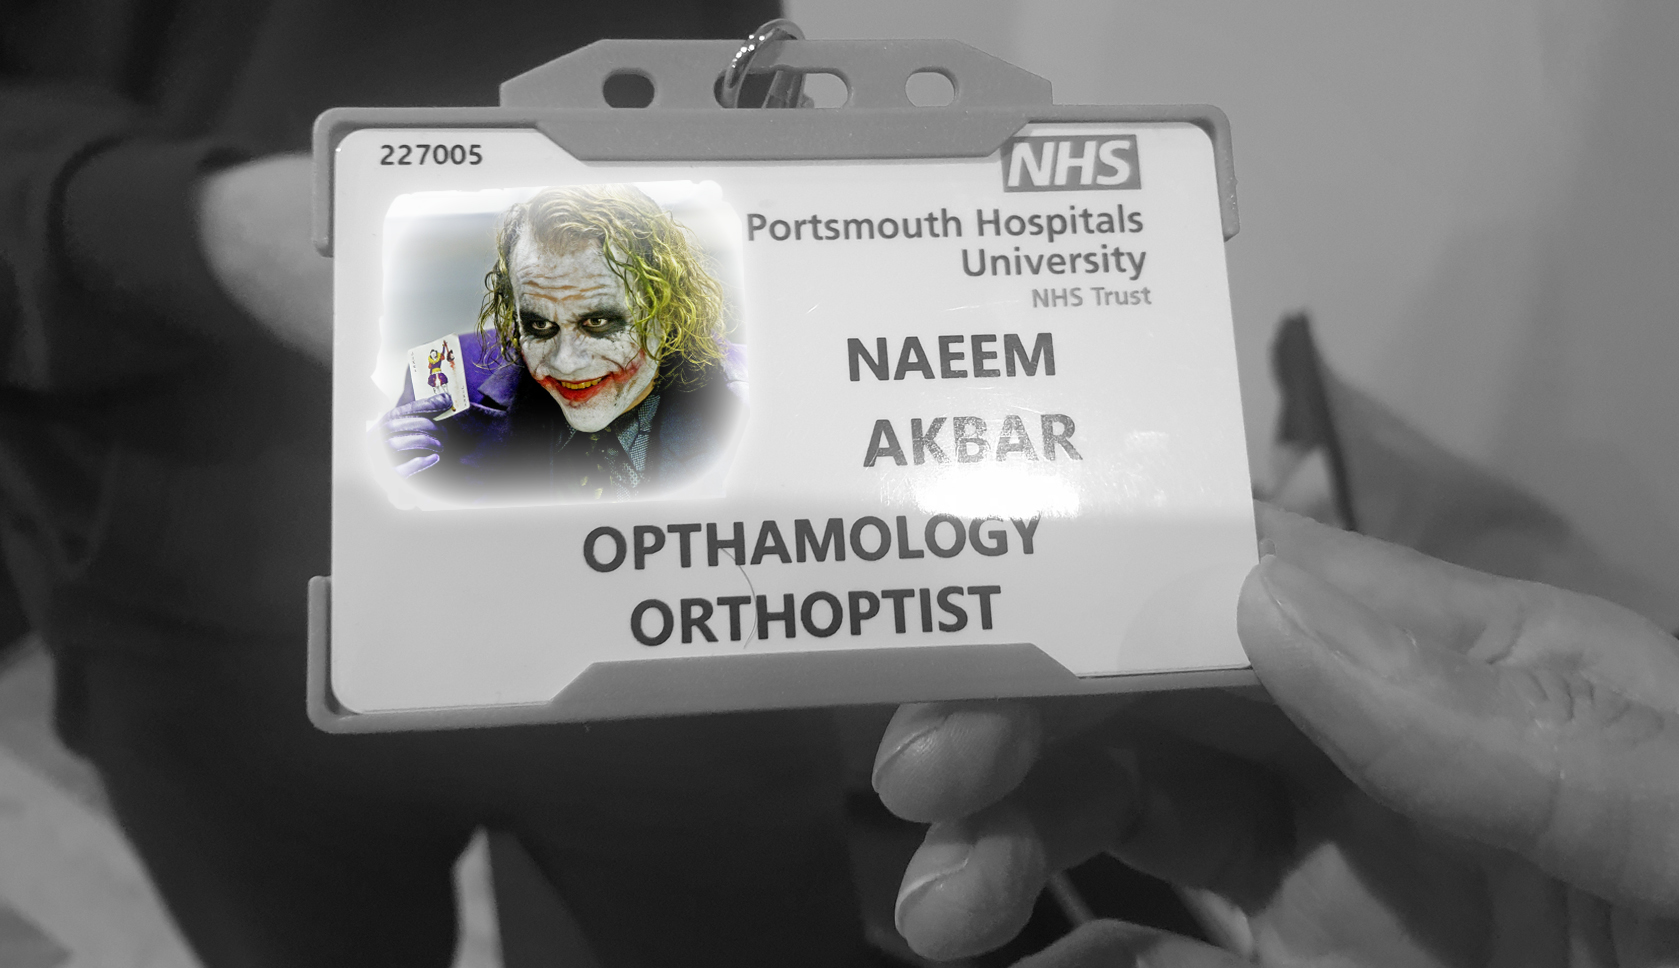 227005
NHS
Portsmouth Hospitals
University
NHS Trust
NAEEM
AKBAR
OPTHAMOLOGY
ORTHOPTIST